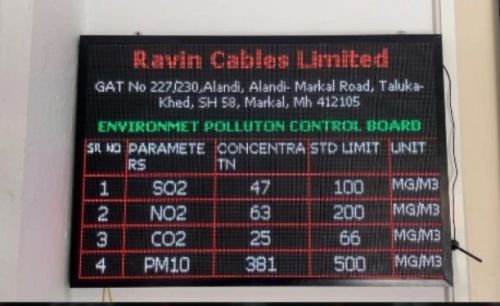 Ravin Cables Limited
GAT No 227/230,Alandi, Alandi- Markal Road, Taluka-
Khed, SH 58, Markal, Mh 412105
ENVIRONMET POLLUTON CONTROL BOARD
SR NO PARAMETE CONCENTRA STD LIMIT UNIT
RS TN
1 SO2 47 100 MG/M3
2 NO2 63 200 MG/M3
3 CO2 25 66 MG/M3
4 PM10 381 500 MG/M3